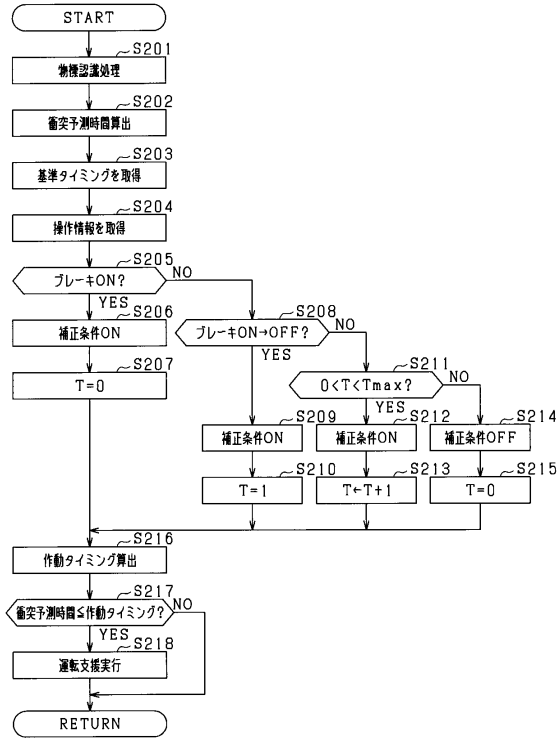 START
S201
物標認識処理
S202
衝突予測時間算出
S203
基準タイミングを取得
S204
操作情報を取得
S205
ブレーキON?
NO
YES
S206
補正条件ON
S207
T=0
S208
ブレーキON→OFF?
NO
YES
S209
補正条件ON
S210
T=1
S211
0<T<Tmax?
NO
YES
S212
補正条件ON
S213
T←T+1
S214
補正条件OFF
S215
T=0
S216
作動タイミング算出
S217
衝突予測時間≦作動タイミング?
NO
YES
S218
運転支援実行
RETURN